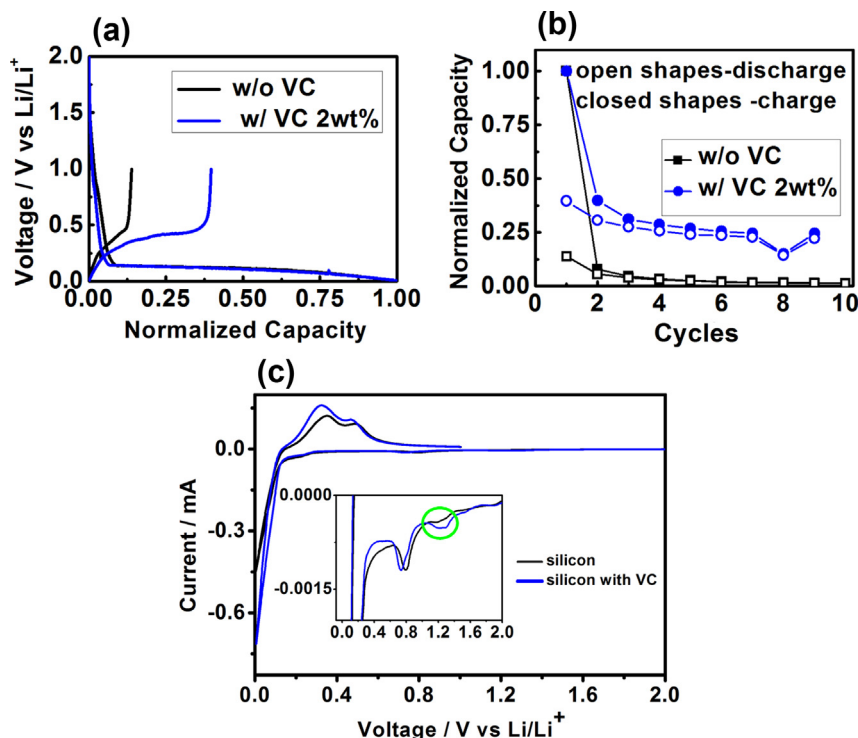 (a)
Voltage / V vs Li/Li+
2.0
1.5
1.0
0.5
0.0
w/o VC
w/ VC 2wt%
0.00 0.25 0.50 0.75 1.00
Normalized Capacity
(b)
Normalized Capacity
1.00
0.75
0.50
0.25
0.00
open shapes-discharge
closed shapes -charge
w/o VC
w/ VC 2wt%
0 2 4 6 8 10
Cycles
(c)
Current / mA
0.0
-0.3
-0.6
0.0000
-0.0015
0.0 0.4 0.8 1.2 1.6 2.0
silicon
silicon with VC
0.0 0.4 0.8 1.2 1.6 2.0
Voltage / V vs Li/Li+